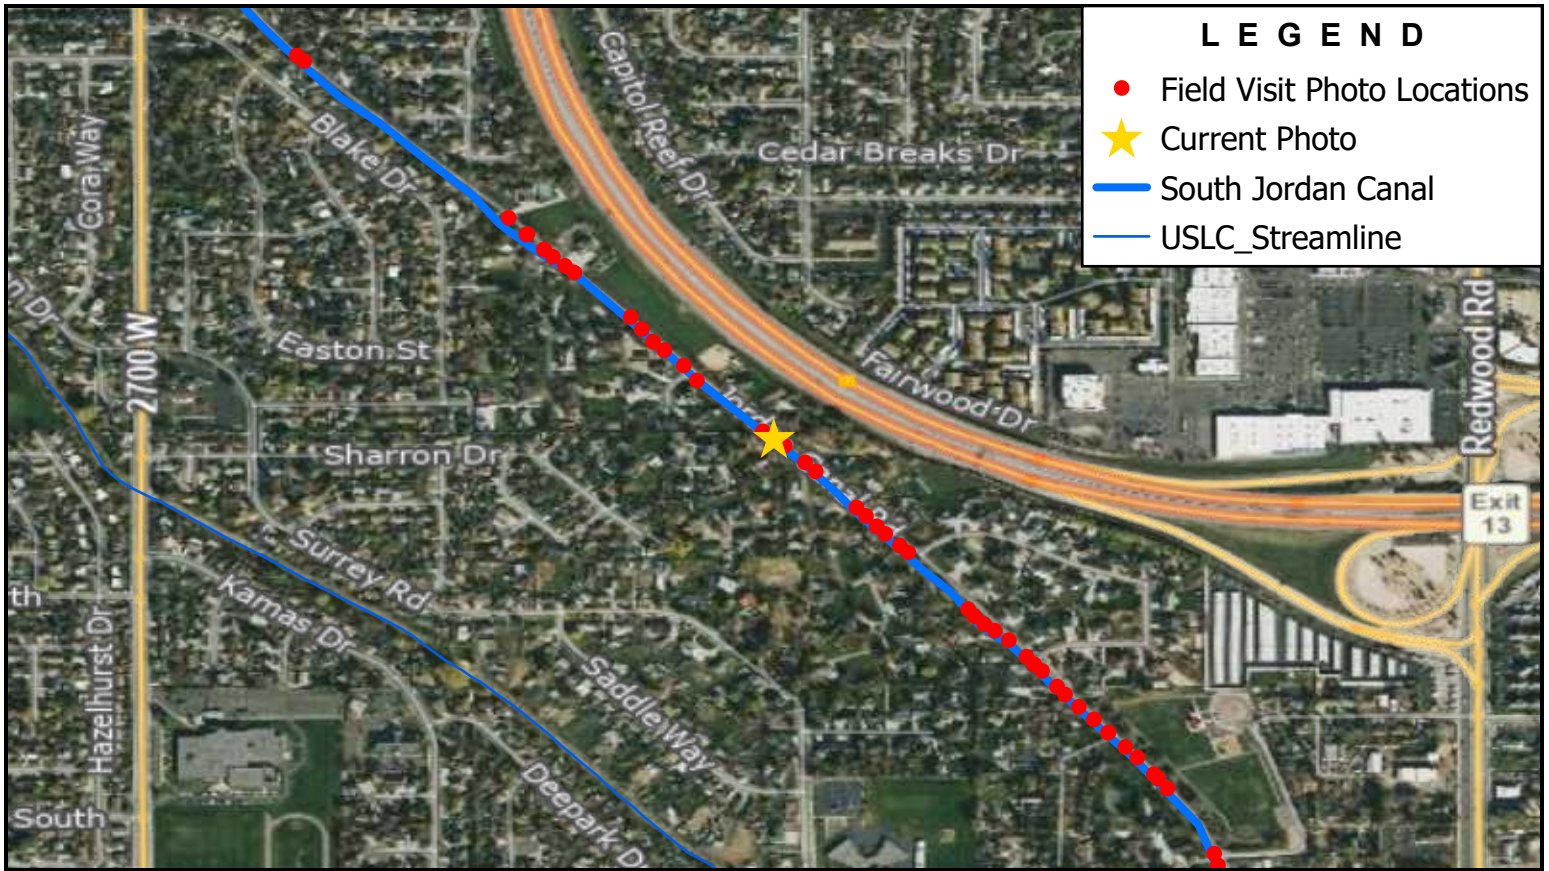 L E G E N D
Field Visit Photo Locations
Current Photo
South Jordan Canal
USLC_Streamline
Capitol Reef Dr
Cedar Breaks Dr
Blake Dr
Cora Way
n Dr
2700 W
Easton St
Fairwood Dr
Redwood Rd
Sharron Dr
Exit
13
Surrey Rd
Kamas Dr
th
Hazelhurst Dr
Saddle Way
Deepark Dr
South